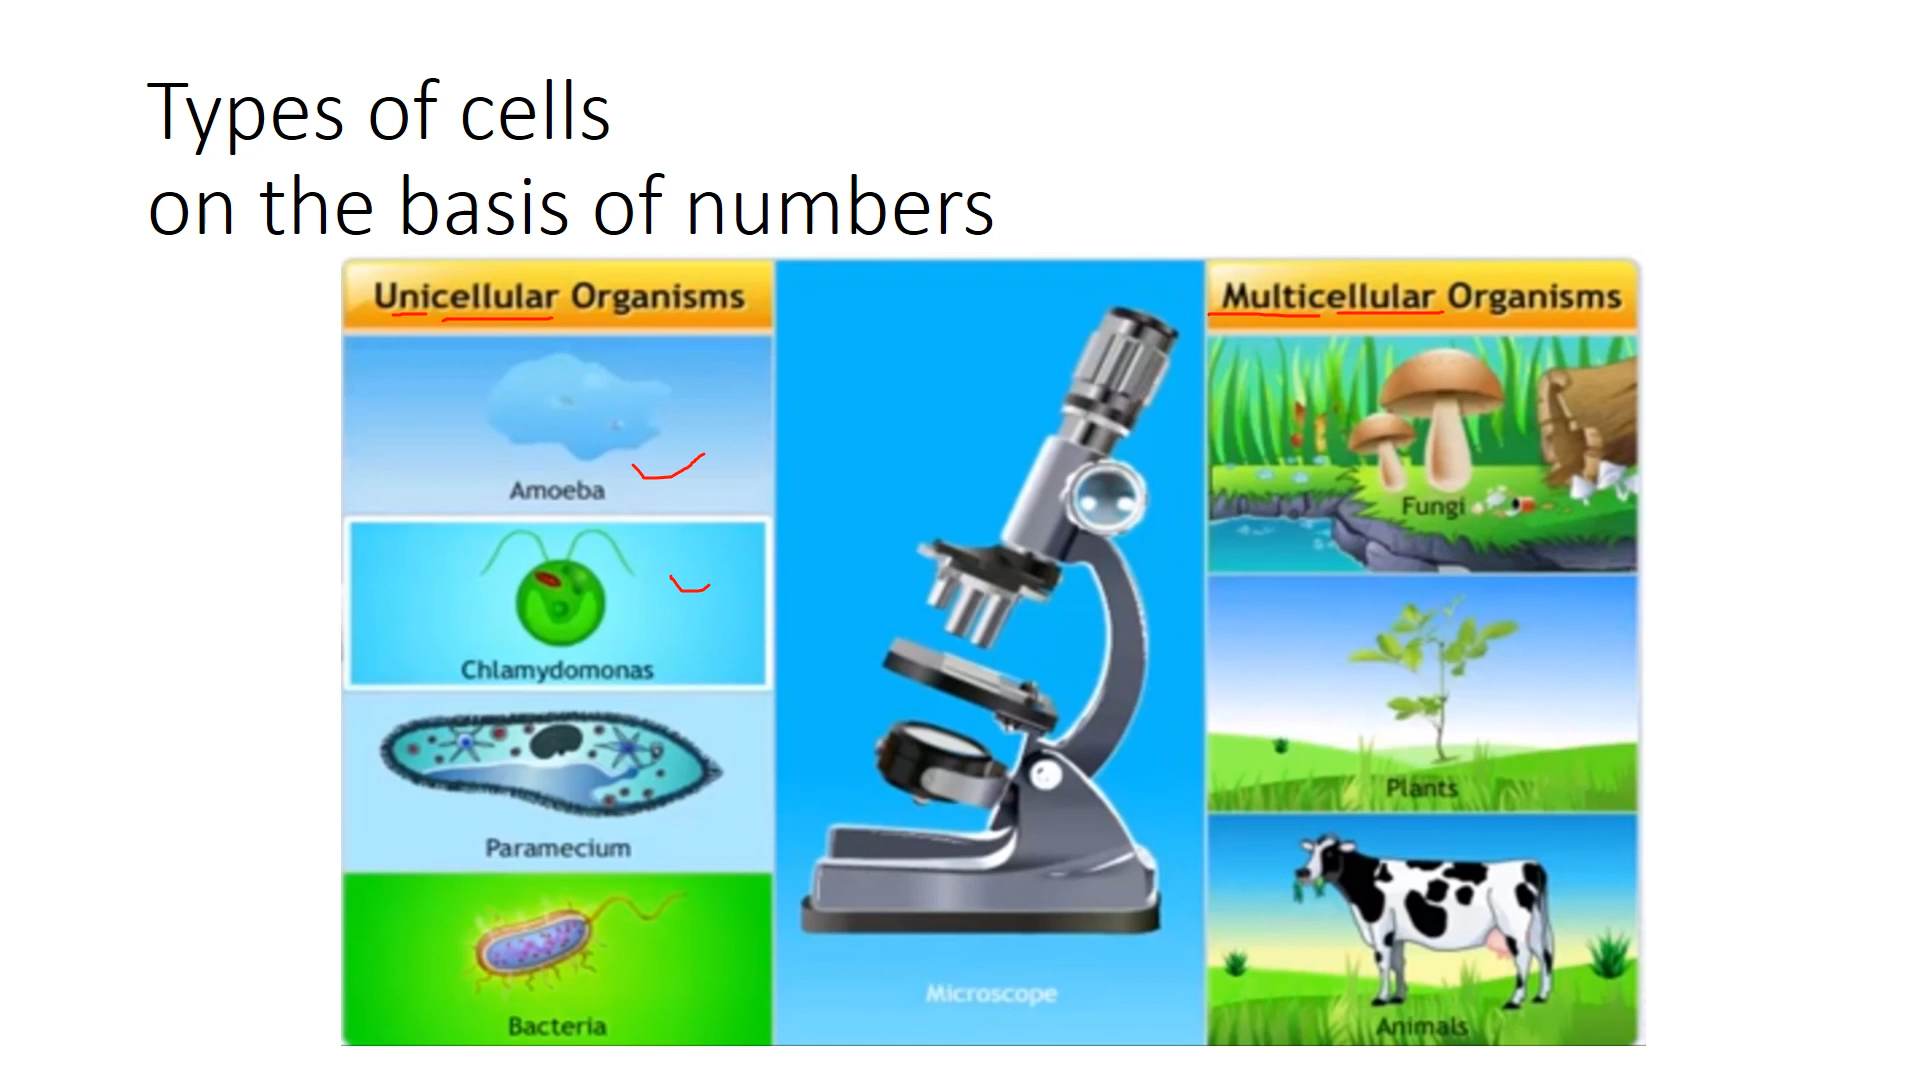 Types of cells
on the basis of numbers
Unicellular Organisms
Amoeba
Chlamydomonas
Paramecium
Bacteria
Microscope
Multicellular Organisms
Fungi
Plants
Animals